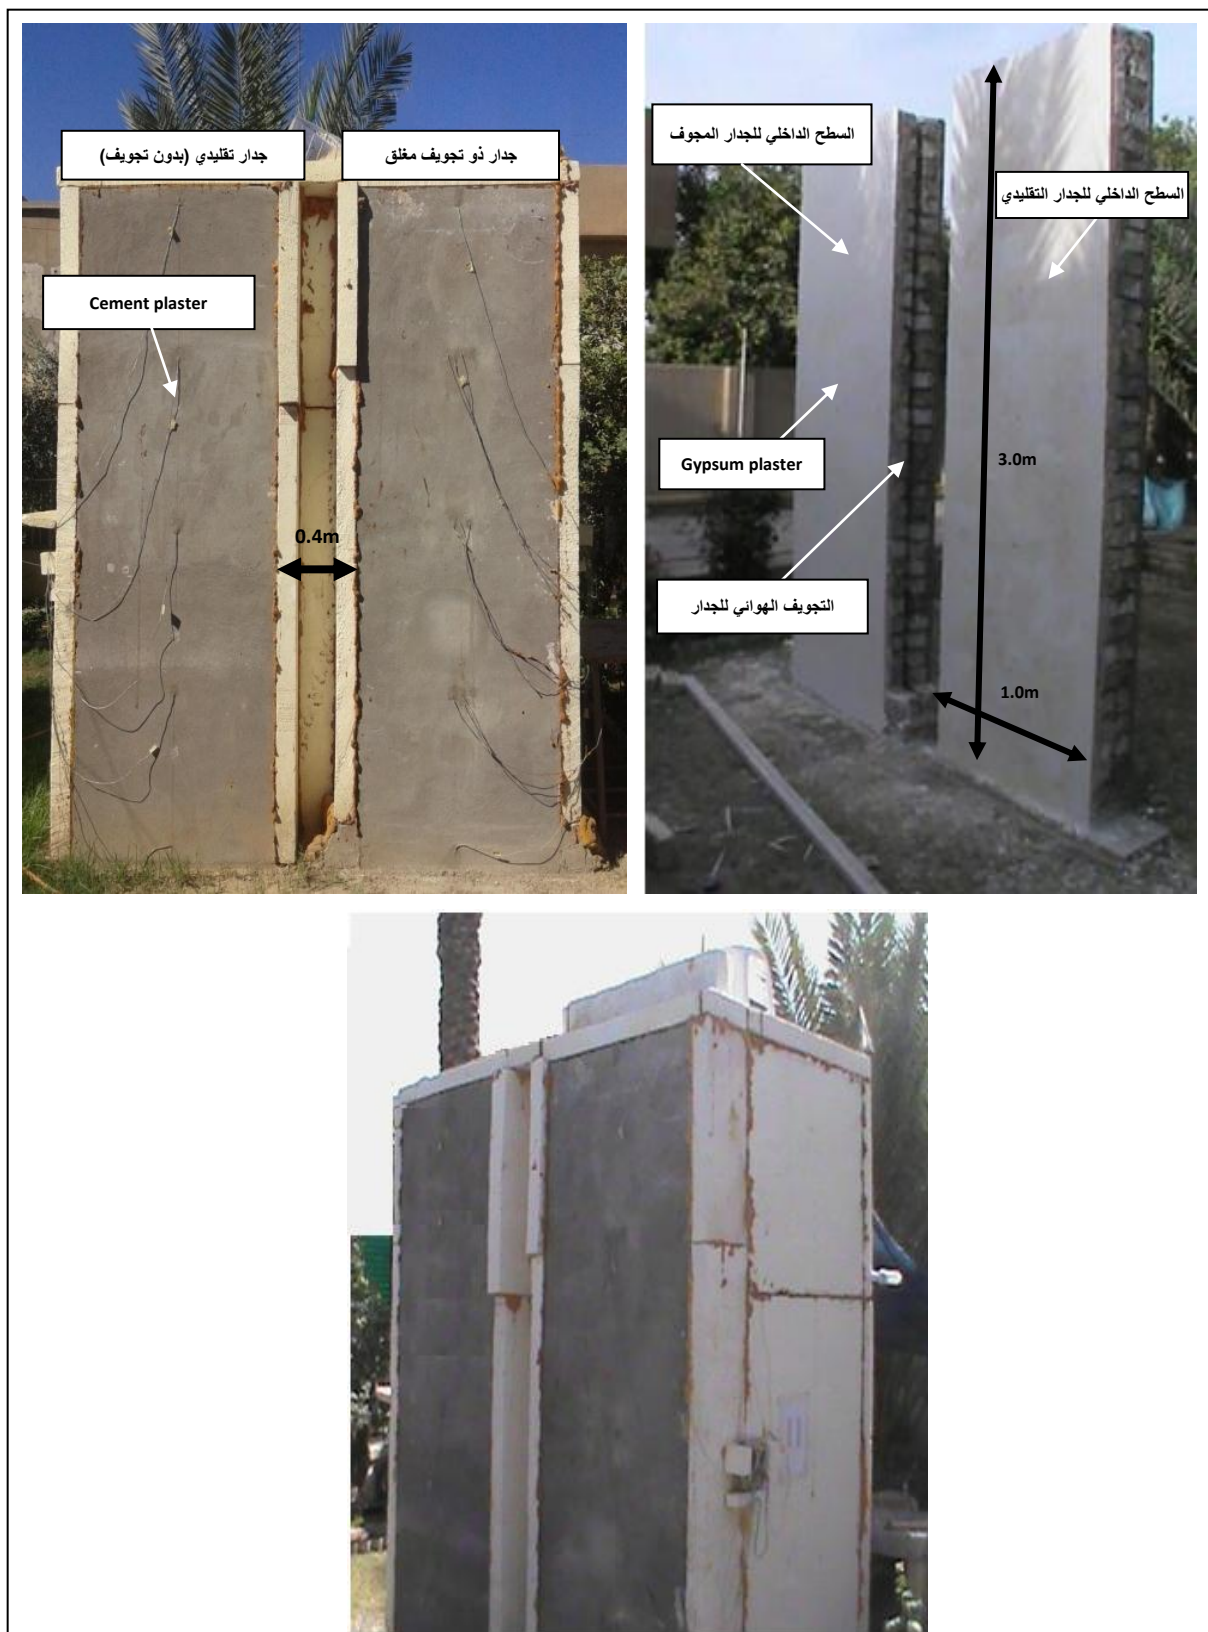 جدار تقليدي (بدون تجويف)
جدار ذو تجويف مغلق
Cement plaster
0.4m
السطح الداخلي للجدار المجوف
السطح الداخلي للجدار التقليدي
Gypsum plaster
3.0m
التجويف الهوائي للجدار
1.0m